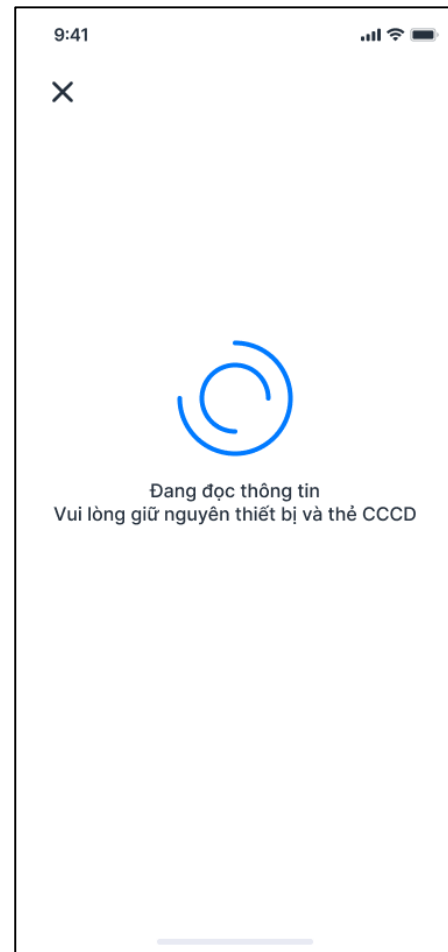 9:41
Đang đọc thông tin
Vui lòng giữ nguyên thiết bị và thẻ CCCD